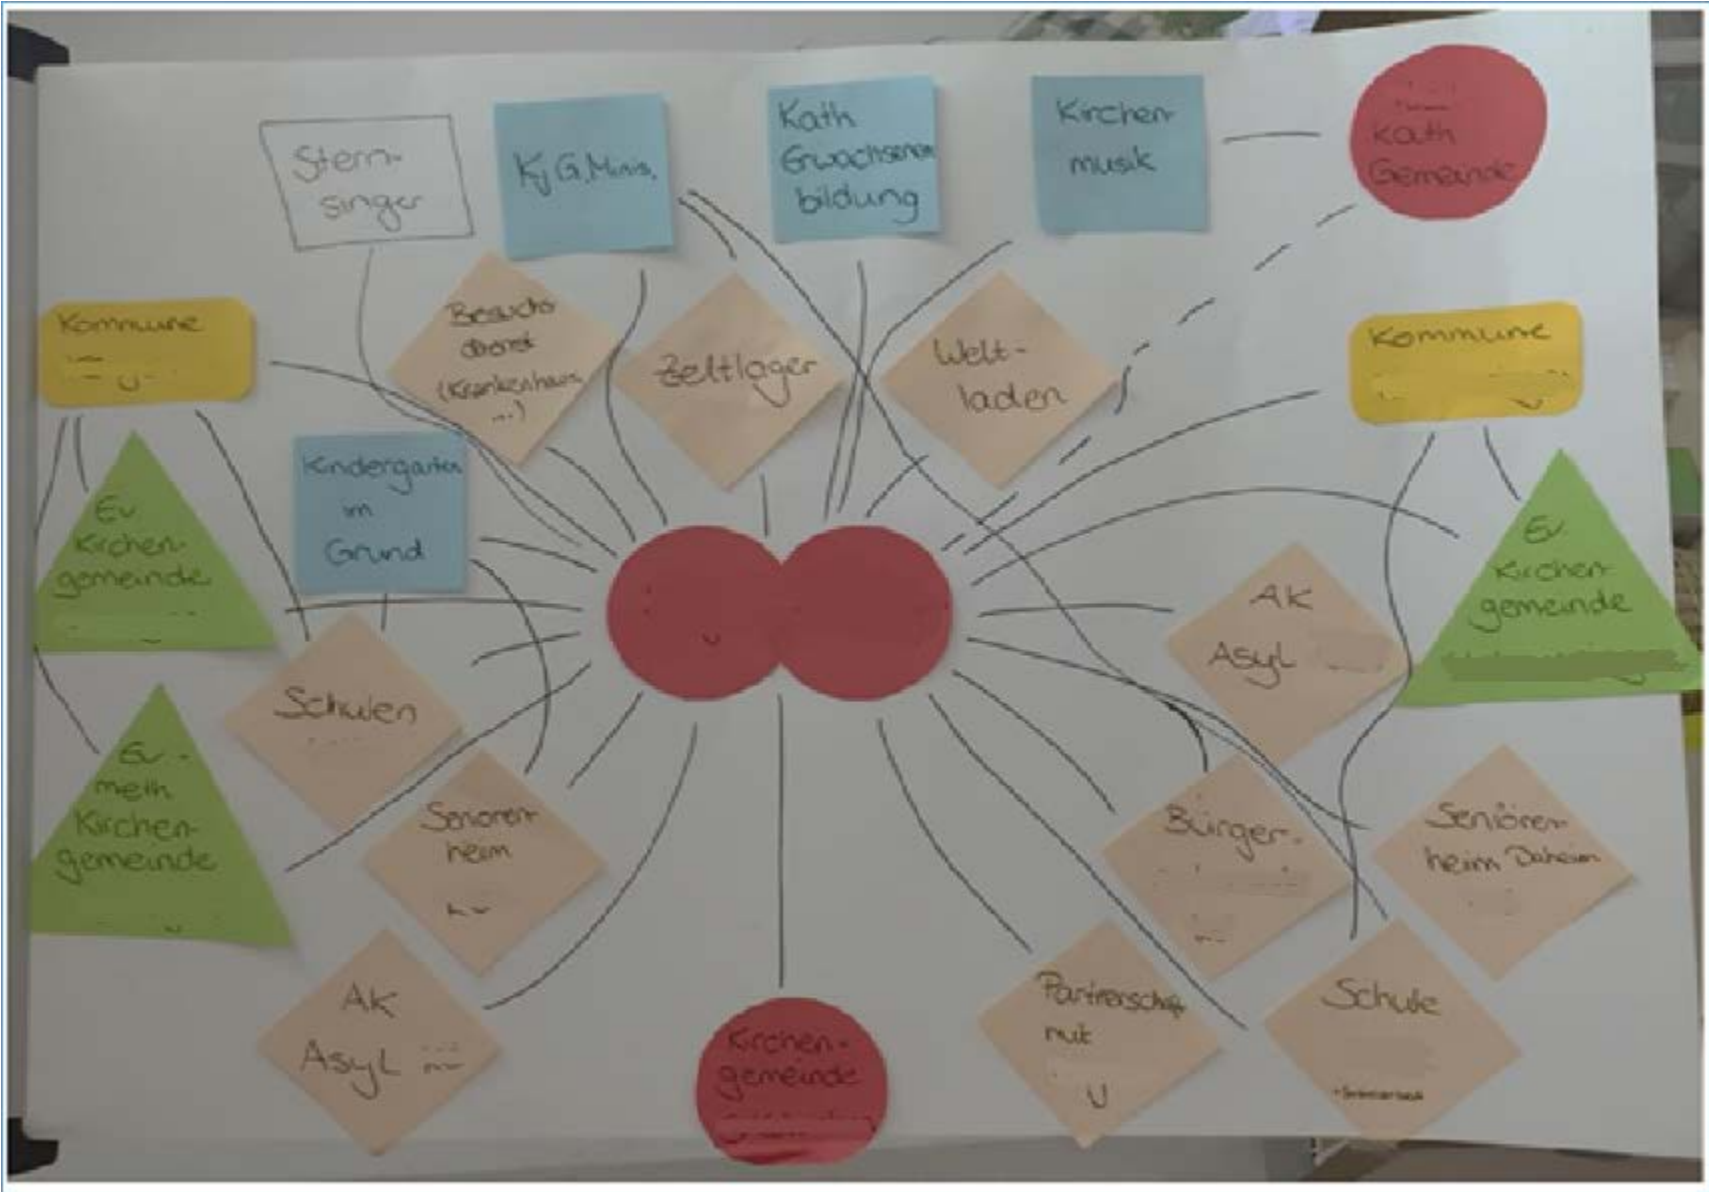 Stern-
singer
KjG, Minis,
Kath
Erwachsenen
bildung
Kirchen
musik
Kath
Gemeinde
Kommune
Besuchs
dienst
(Krankenhaus,
...)
Zeltlager
Welt-
laden
Kommune
Ev
Kirchen-
gemeinde
Kindergarten
im
Grund
Ev
Kirchen
gemeinde
AK
Asyl
Schulen
Ev -
meth
Kirchen-
gemeinde
Senioren
heim
Bürger-
Senioren-
heim Daheim
AK
Asyl
Kirchen-
gemeinde
Partnerschaft
mit
Schule